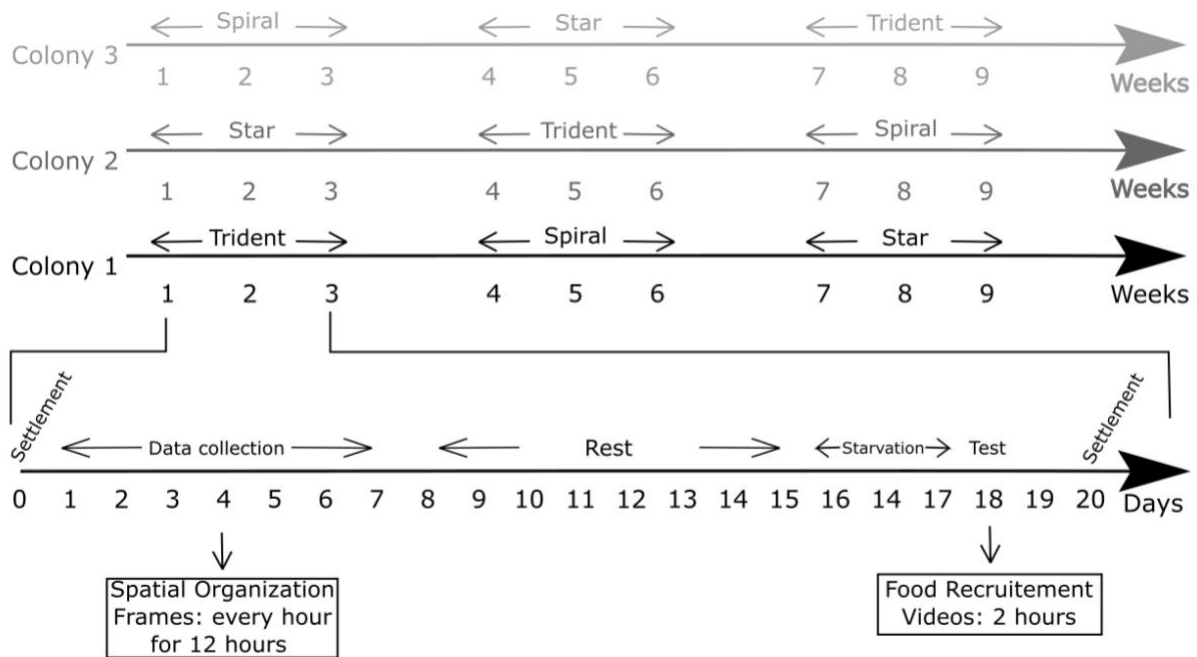 Spiral Star Trident
Colony 3
1 2 3 4 5 6 7 8 9 Weeks
Star Trident Spiral
Colony 2
1 2 3 4 5 6 7 8 9 Weeks
Trident Spiral Star
Colony 1
1 2 3 4 5 6 7 8 9 Weeks
Settlement Data collection Rest Starvation Test Settlement
0 1 2 3 4 5 6 7 8 9 10 11 12 13 14 15 16 14 17 18 19 20 Days
Spatial Organization
Frames: every hour
for 12 hours
Food Recruitement
Videos: 2 hours